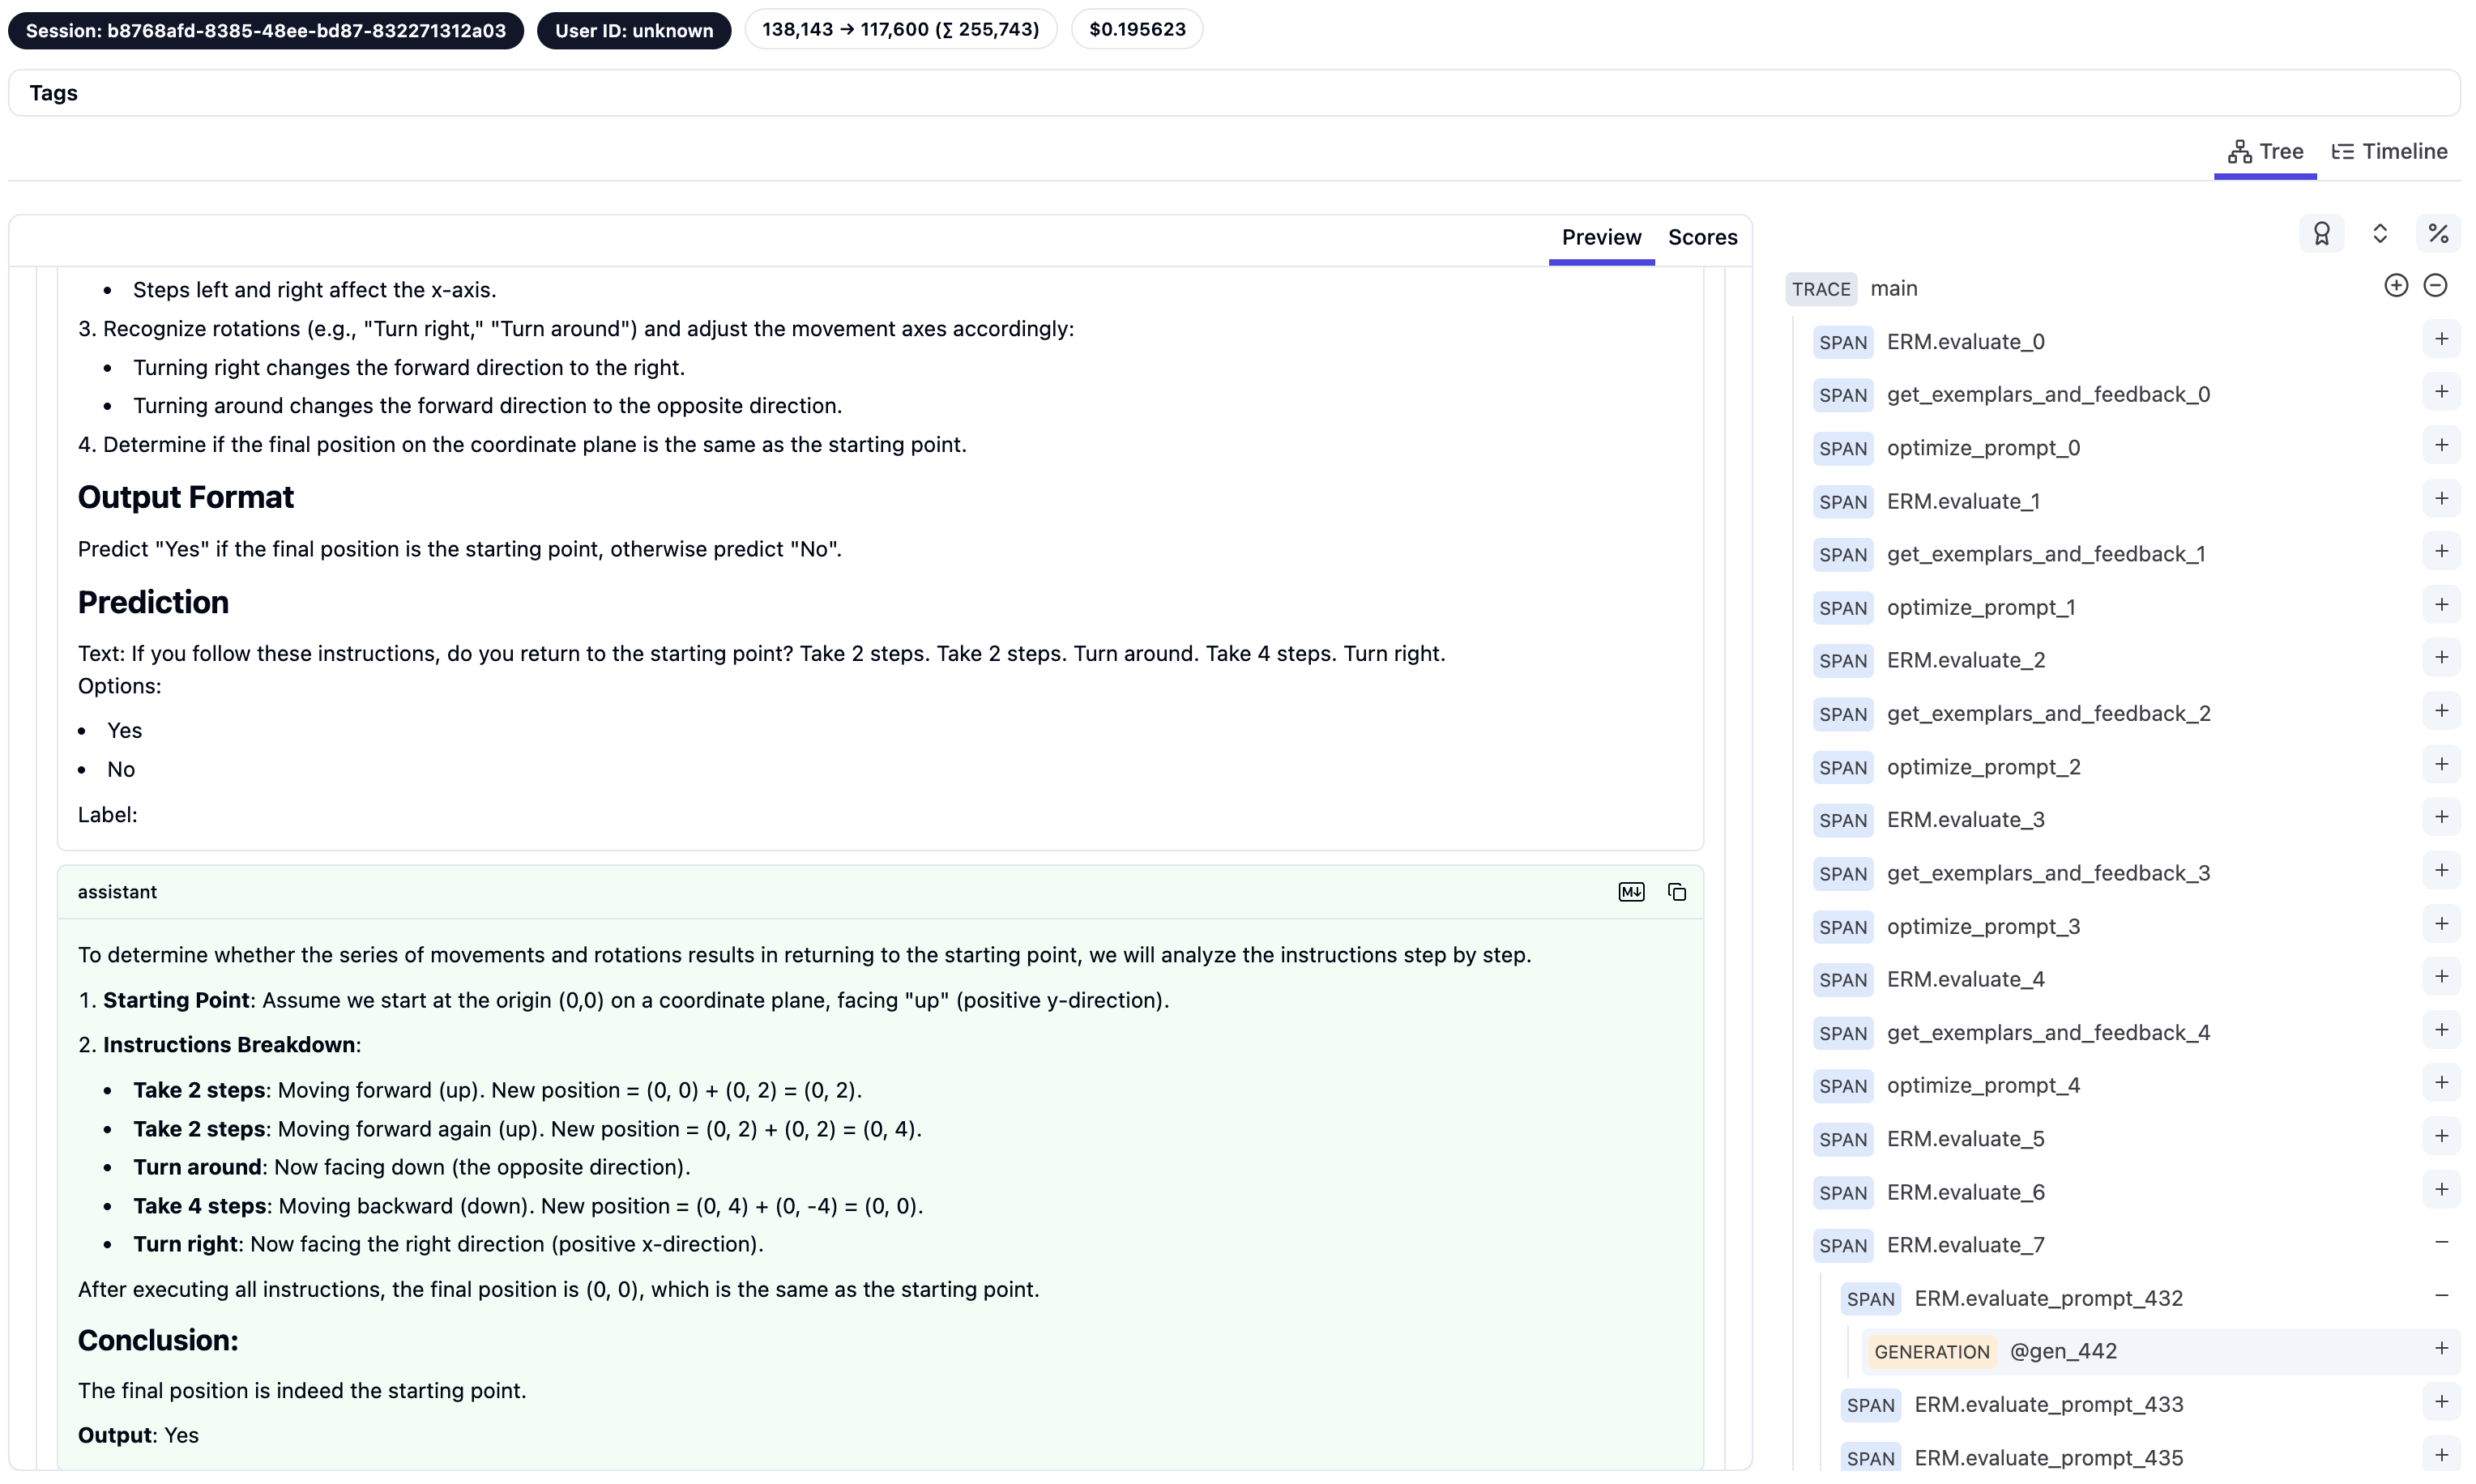 Session: b8768afd-8385-48ee-bd87-832271312a03
User ID: unknown
138,143 → 117,600 (∑ 255,743)
$0.195623
Tags
Tree
Timeline
Preview
Scores
• Steps left and right affect the x-axis.
3. Recognize rotations (e.g., "Turn right," "Turn around") and adjust the movement axes accordingly:
• Turning right changes the forward direction to the right.
• Turning around changes the forward direction to the opposite direction.
4. Determine if the final position on the coordinate plane is the same as the starting point.
Output Format
Predict "Yes" if the final position is the starting point, otherwise predict "No".
Prediction
Text: If you follow these instructions, do you return to the starting point? Take 2 steps. Take 2 steps. Turn around. Take 4 steps. Turn right.
Options:
• Yes
• No
Label:
assistant
M↓
To determine whether the series of movements and rotations results in returning to the starting point, we will analyze the instructions step by step.
1. Starting Point: Assume we start at the origin (0,0) on a coordinate plane, facing "up" (positive y-direction).
2. Instructions Breakdown:
• Take 2 steps: Moving forward (up). New position = (0, 0) + (0, 2) = (0, 2).
• Take 2 steps: Moving forward again (up). New position = (0, 2) + (0, 2) = (0, 4).
• Turn around: Now facing down (the opposite direction).
• Take 4 steps: Moving backward (down). New position = (0, 4) + (0, -4) = (0, 0).
• Turn right: Now facing the right direction (positive x-direction).
After executing all instructions, the final position is (0, 0), which is the same as the starting point.
Conclusion:
The final position is indeed the starting point.
Output: Yes
TRACE main
SPAN ERM.evaluate_0
SPAN get_exemplars_and_feedback_0
SPAN optimize_prompt_0
SPAN ERM.evaluate_1
SPAN get_exemplars_and_feedback_1
SPAN optimize_prompt_1
SPAN ERM.evaluate_2
SPAN get_exemplars_and_feedback_2
SPAN optimize_prompt_2
SPAN ERM.evaluate_3
SPAN get_exemplars_and_feedback_3
SPAN optimize_prompt_3
SPAN ERM.evaluate_4
SPAN get_exemplars_and_feedback_4
SPAN optimize_prompt_4
SPAN ERM.evaluate_5
SPAN ERM.evaluate_6
SPAN ERM.evaluate_7
SPAN ERM.evaluate_prompt_432
GENERATION @gen_442
SPAN ERM.evaluate_prompt_433
SPAN ERM.evaluate_prompt_435